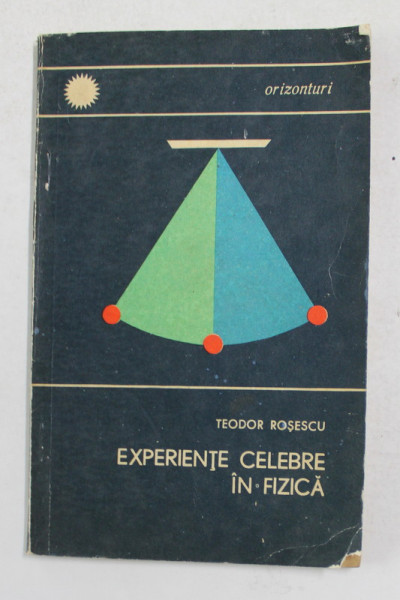 orizonturi
TEODOR ROȘESCU
EXPERIENȚE CELEBRE
ÎN FIZICĂ